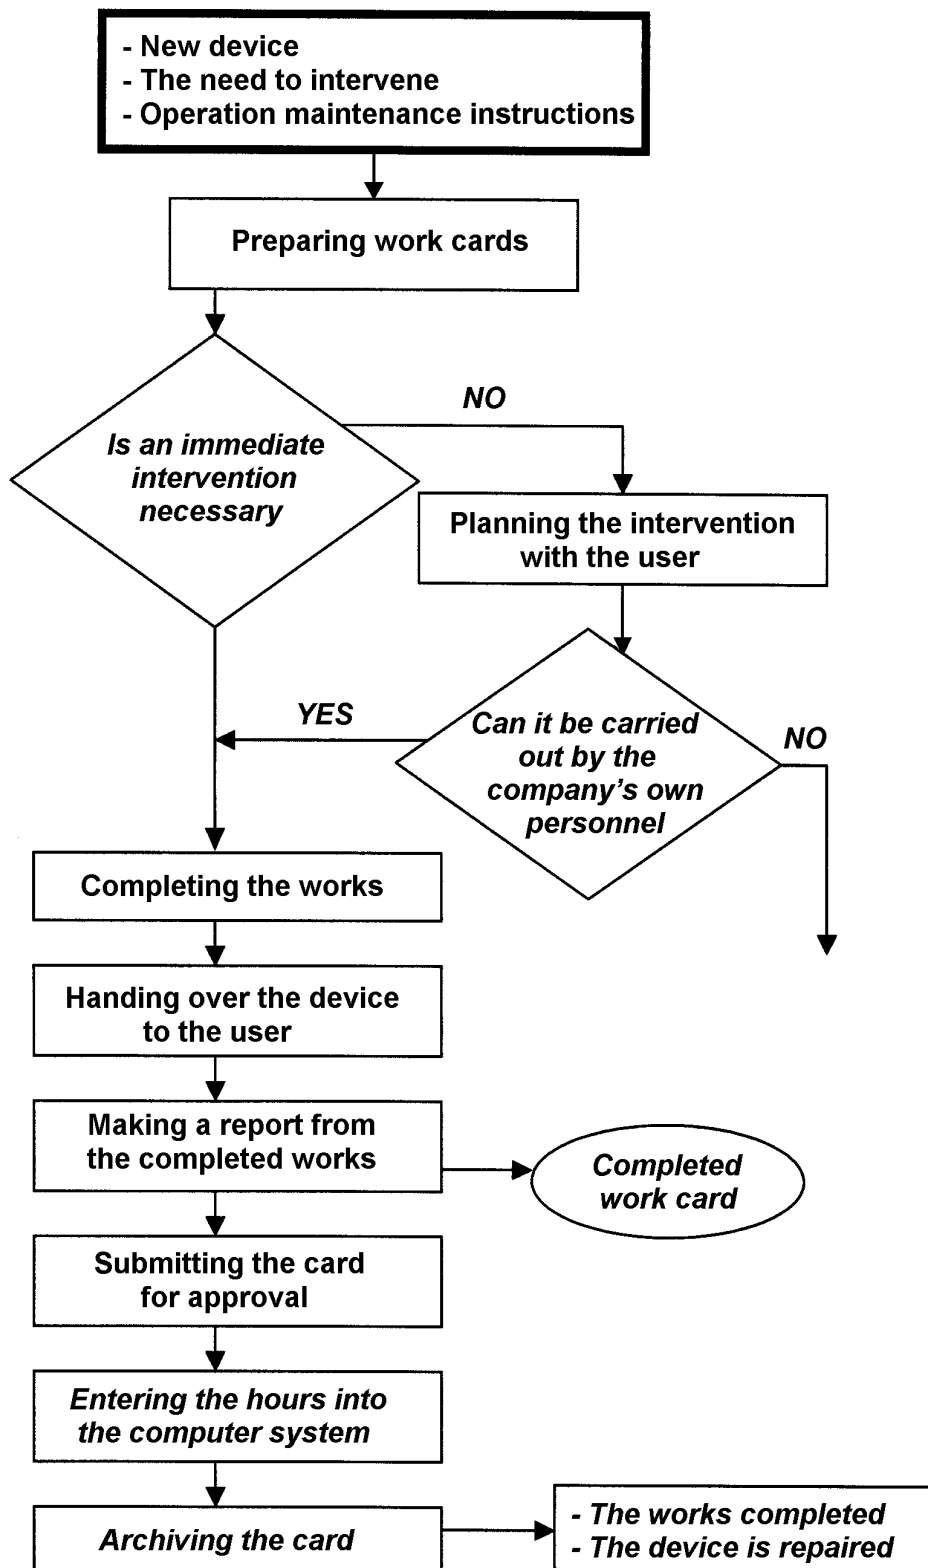 - New device
- The need to intervene
- Operation maintenance instructions
Preparing work cards
NO
Is an immediate
intervention
necessary
Planning the intervention
with the user
YES
Can it be carried
out by the
company's own
personnel
NO
Completing the works
Handing over the device
to the user
Making a report from
the completed works
Completed
work card
Submitting the card
for approval
Entering the hours into
the computer system
Archiving the card
- The works completed
- The device is repaired